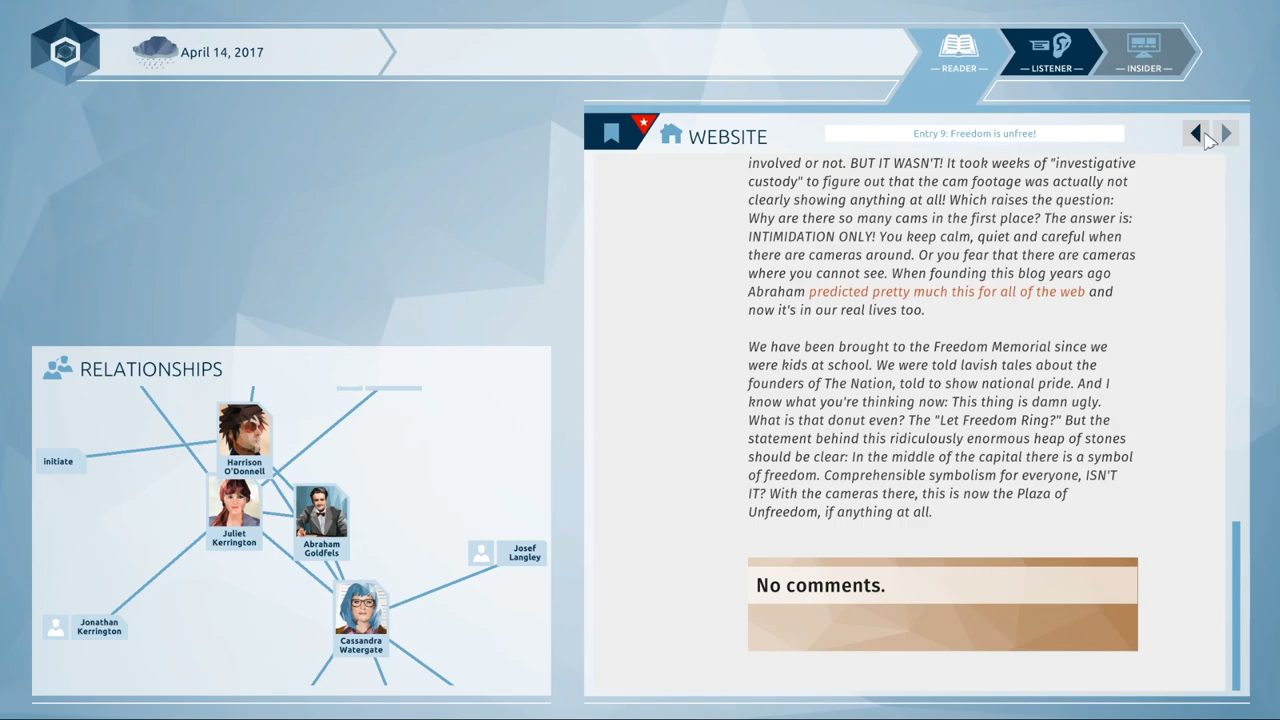 April 14, 2017
— READER —
— LISTENER —
— INSIDER —
WEBSITE
Entry 9: Freedom is unfree!
involved or not. BUT IT WASN'T! It took weeks of "investigative
custody" to figure out that the cam footage was actually not
clearly showing anything at all! Which raises the question:
Why are there so many cams in the first place? The answer is:
INTIMIDATION ONLY! You keep calm, quiet and careful when
there are cameras around. Or you fear that there are cameras
where you cannot see. When founding this blog years ago
Abraham predicted pretty much this for all of the web and
now it's in our real lives too.
We have been brought to the Freedom Memorial since we
were kids at school. We were told lavish tales about the
founders of The Nation, told to show national pride. And I
know what you're thinking now: This thing is damn ugly.
What is that donut even? The "Let Freedom Ring?" But the
statement behind this ridiculously enormous heap of stones
should be clear: In the middle of the capital there is a symbol
of freedom. Comprehensible symbolism for everyone, ISN'T
IT? With the cameras there, this is now the Plaza of
Unfreedom, if anything at all.
No comments.
RELATIONSHIPS
initiate
Harrison
O'Donnell
Juliet
Kerrington
Abraham
Goldfels
Josef
Langley
Jonathan
Kerrington
Cassandra
Watergate